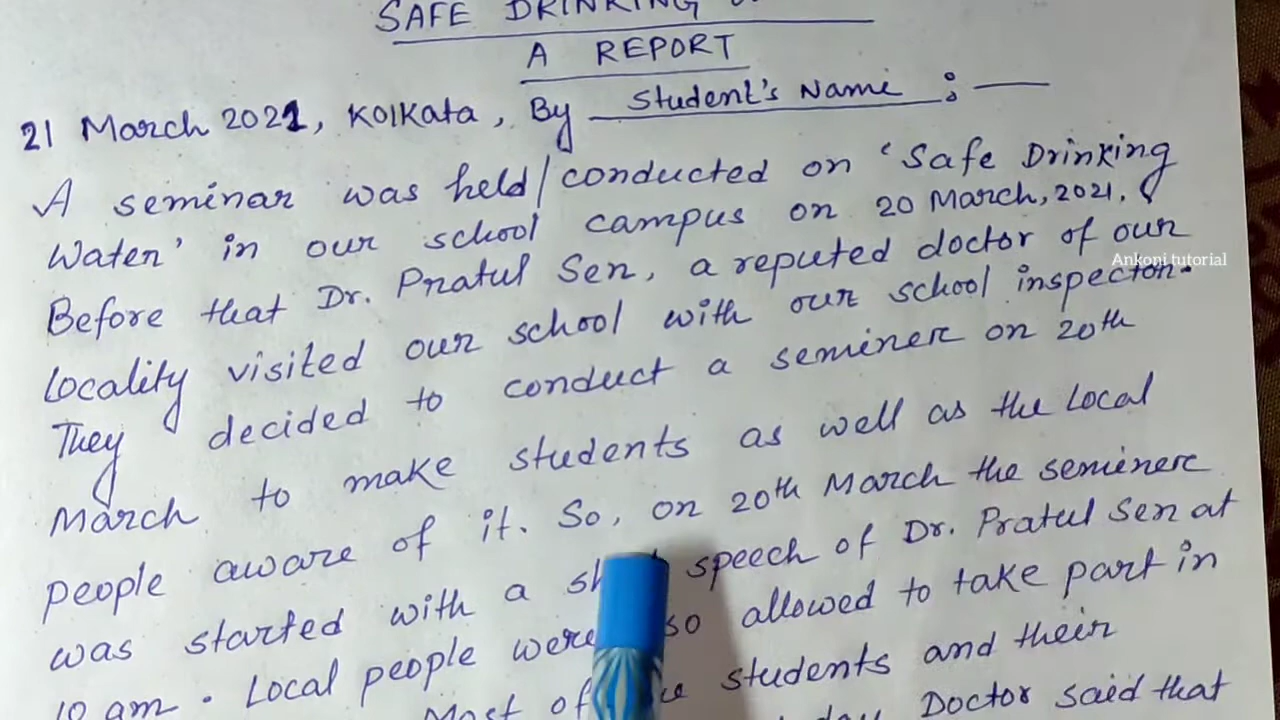 SAFE DRINKING
A REPORT
21 March 2021, Kolkata, By Student's Name : —
A seminar was held/conducted on 'Safe Drinking
Water' in our school campus on 20 March, 2021.
Before that Dr. Pratul Sen, a reputed doctor of our
Ankoni tutorial
locality visited our school with our school inspector.
They decided to conduct a seminer on 20th
March to make students as well as the local
people aware of it. So, on 20th March the seminer
was started with a speech of Dr. Pratul Sen at
10 am. Local people were allowed to take part in
Most of students and their
Doctor said that